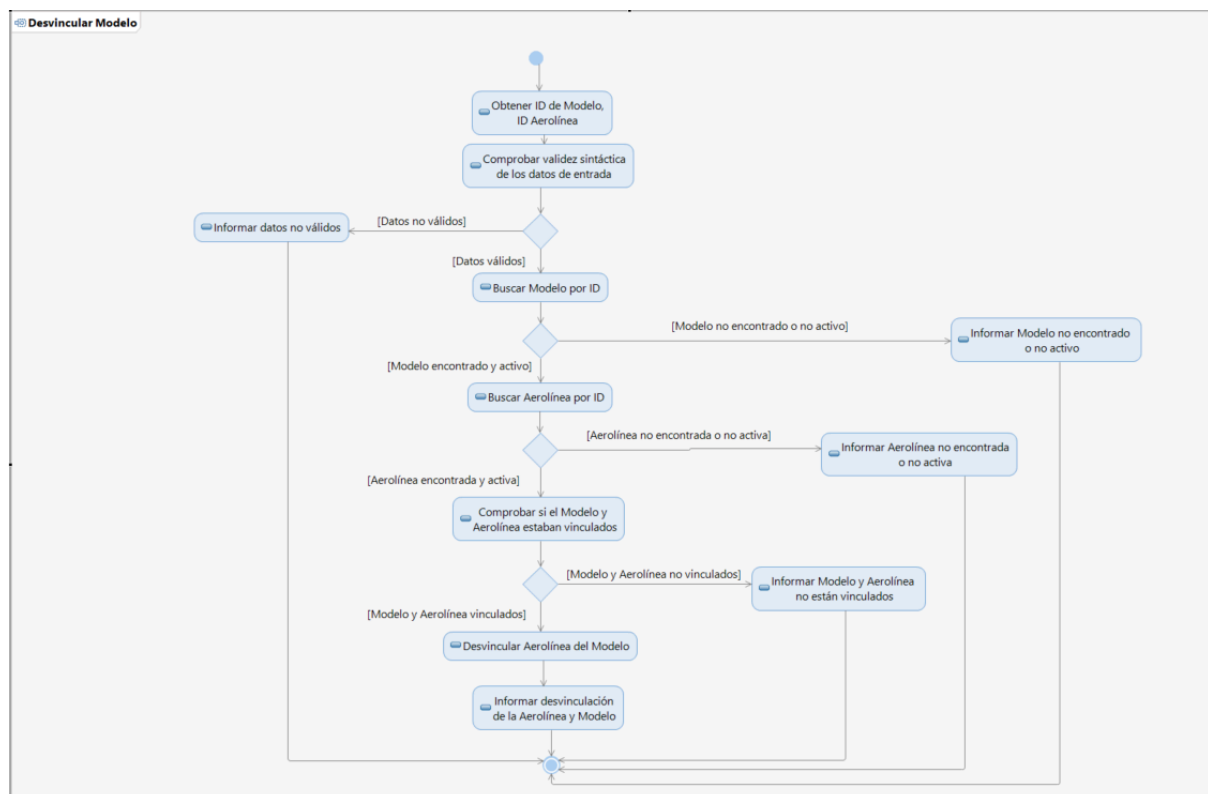 Desvincular Modelo
Obtener ID de Modelo,
ID Aerolínea
Comprobar validez sintáctica
de los datos de entrada
[Datos no válidos]
Informar datos no válidos
[Datos válidos]
Buscar Modelo por ID
[Modelo no encontrado o no activo]
Informar Modelo no encontrado
o no activo
[Modelo encontrado y activo]
Buscar Aerolínea por ID
[Aerolínea no encontrada o no activa]
Informar Aerolínea no encontrada
o no activa
[Aerolínea encontrada y activa]
Comprobar si el Modelo y
Aerolínea estaban vinculados
[Modelo y Aerolínea no vinculados]
Informar Modelo y Aerolínea
no están vinculados
[Modelo y Aerolínea vinculados]
Desvincular Aerolínea del Modelo
Informar desvinculación
de la Aerolínea y Modelo